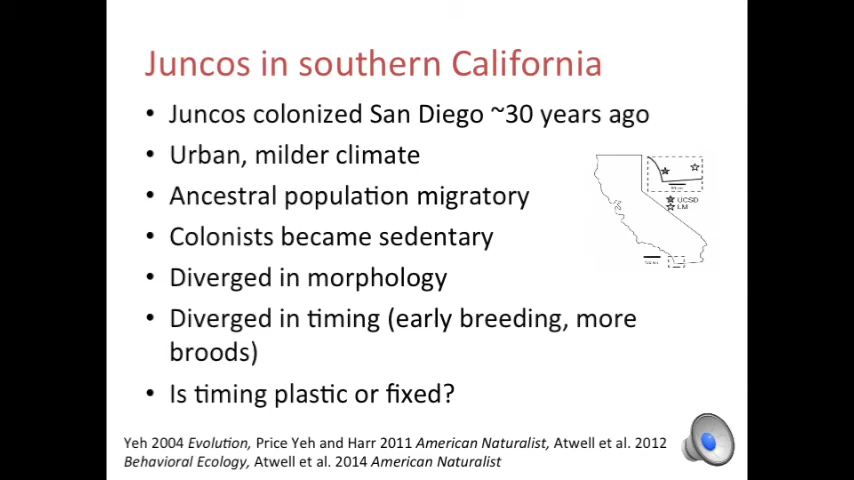 Juncos in southern California
• Juncos colonized San Diego ~30 years ago
• Urban, milder climate
• Ancestral population migratory
• Colonists became sedentary
• Diverged in morphology
• Diverged in timing (early breeding, more
broods)
• Is timing plastic or fixed?
UCSD
LM
Yeh 2004 Evolution, Price Yeh and Harr 2011 American Naturalist, Atwell et al. 2012
Behavioral Ecology, Atwell et al. 2014 American Naturalist